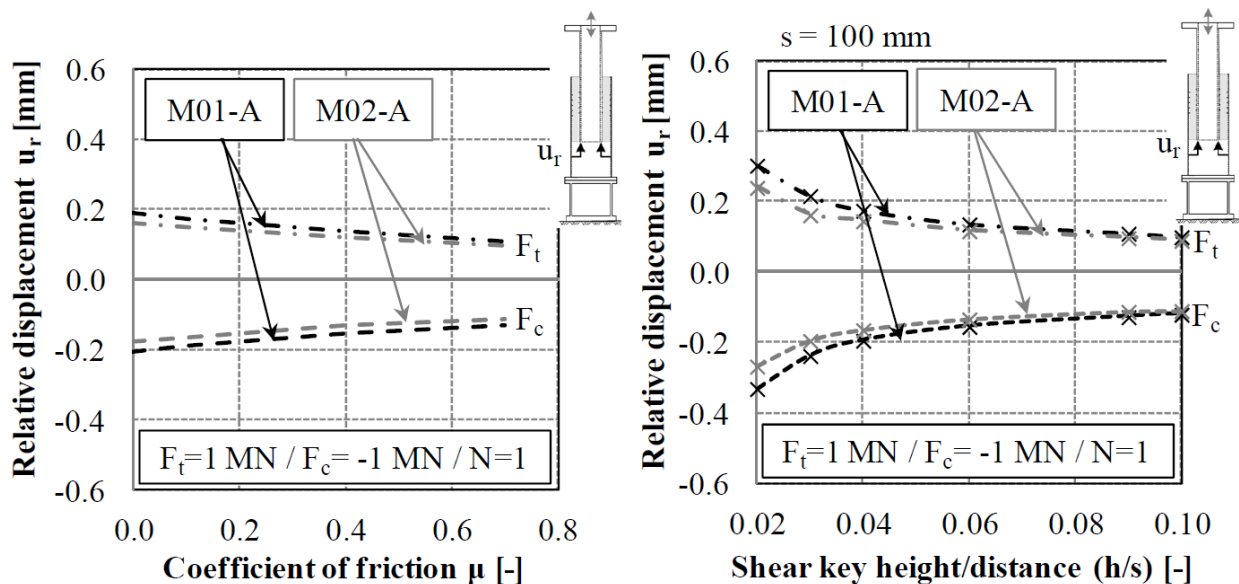 Relative displacement u_r [mm]
0.6
0.4
0.2
0.0
-0.2
-0.4
-0.6
M01-A
M02-A
u_r
F_t
F_c
F_t=1 MN / F_c= -1 MN / N=1
0.0
0.2
0.4
0.6
0.8
Coefficient of friction μ [-]
s = 100 mm
Relative displacement u_r [mm]
0.6
0.4
0.2
0.0
-0.2
-0.4
-0.6
M01-A
M02-A
u_r
F_t
F_c
F_t=1 MN / F_c= -1 MN / N=1
0.02
0.04
0.06
0.08
0.10
Shear key height/distance (h/s) [-]